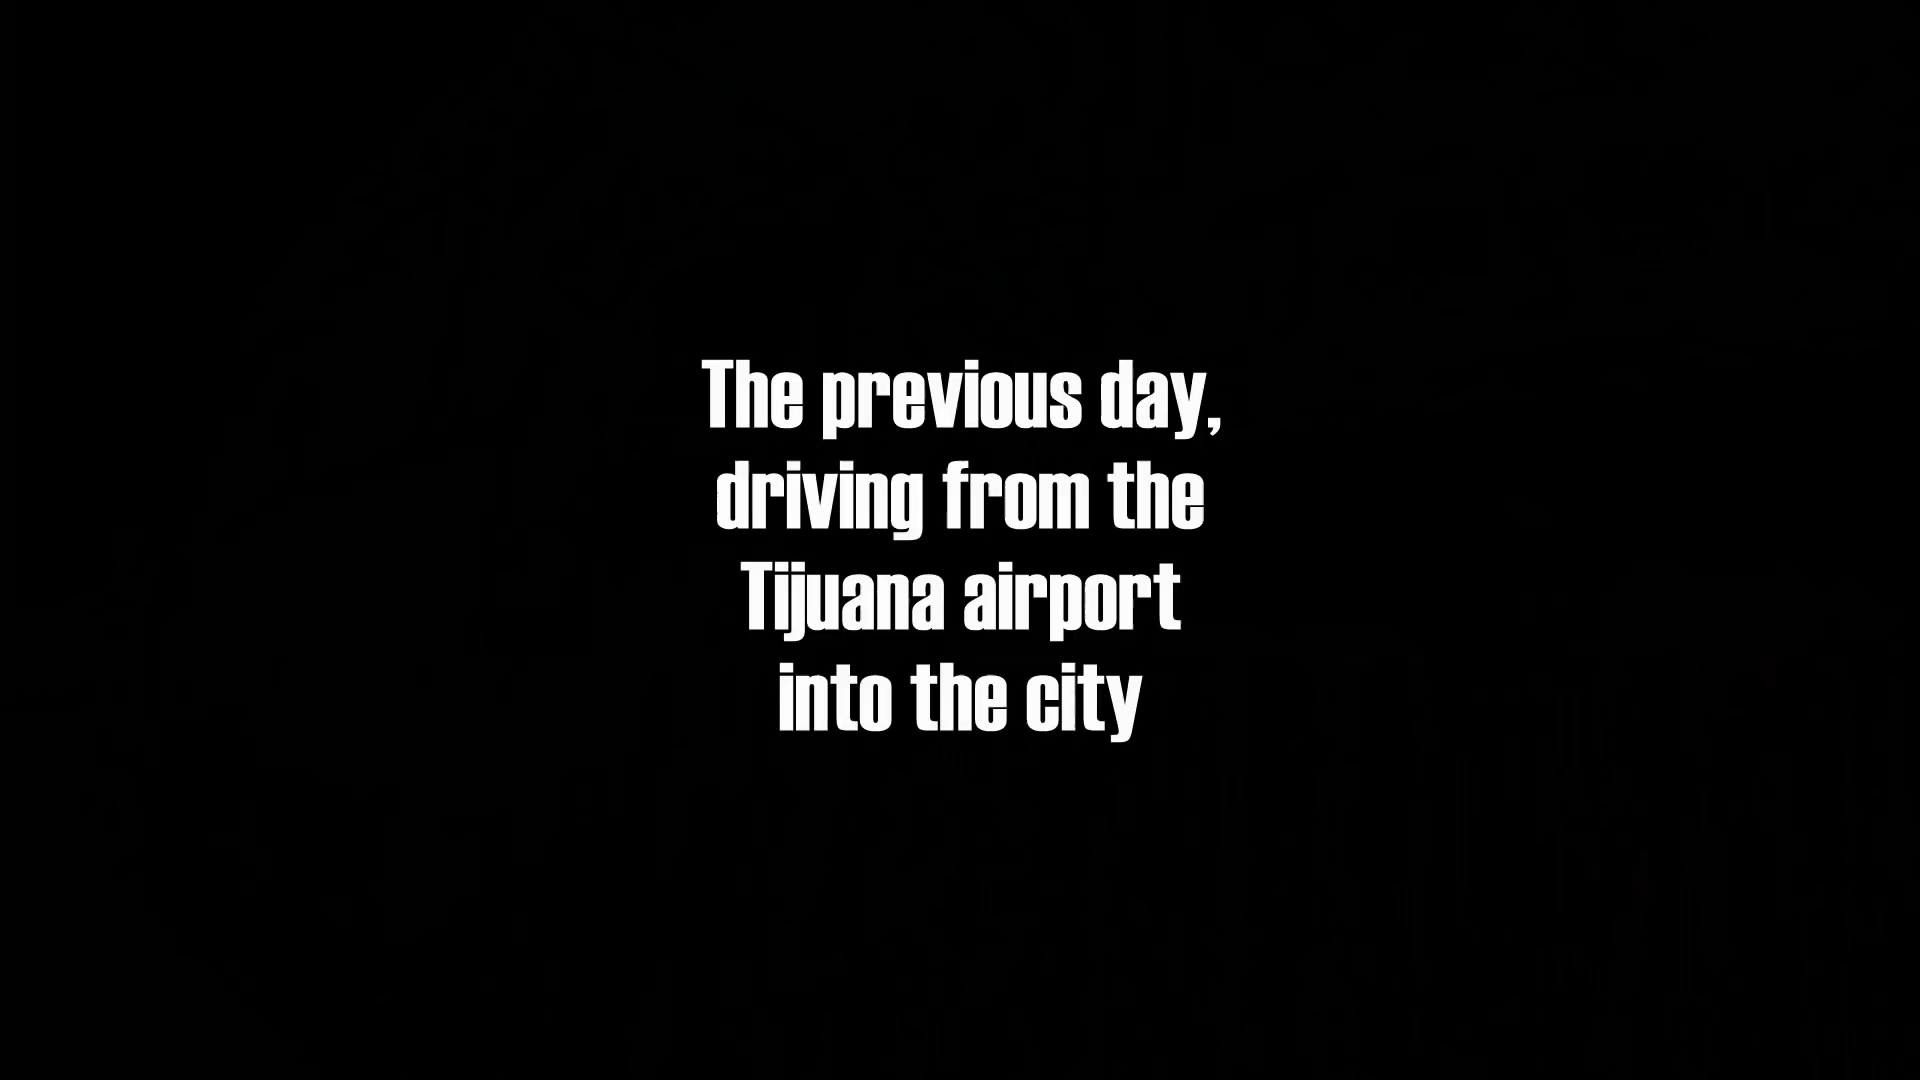 The previous day,
driving from the
Tijuana airport
into the city